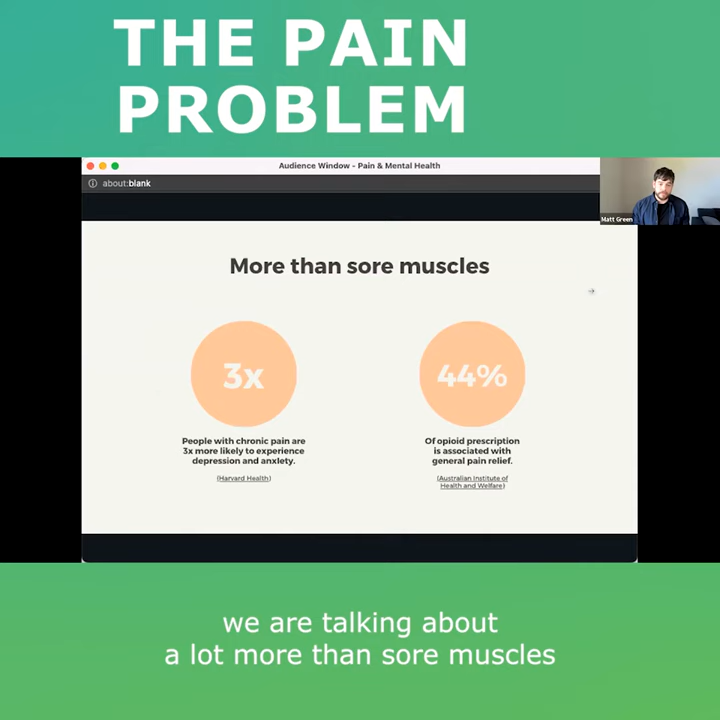 THE PAIN
PROBLEM
Audience Window - Pain & Mental Health
about:blank
Matt Green
More than sore muscles
3x
44%
People with chronic pain are
3x more likely to experience
depression and anxiety.
(Harvard Health)
Of opioid prescription
is associated with
general pain relief.
(Australian Institute of
Health and Welfare)
we are talking about
a lot more than sore muscles